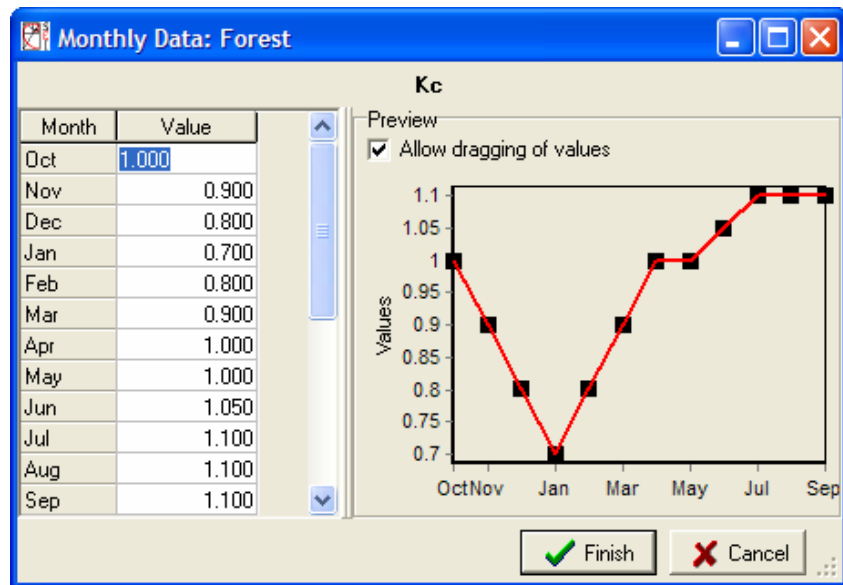 Monthly Data: Forest
Kc
Month Value
Oct 1.000
Nov 0.900
Dec 0.800
Jan 0.700
Feb 0.800
Mar 0.900
Apr 1.000
May 1.000
Jun 1.050
Jul 1.100
Aug 1.100
Sep 1.100
Preview
Allow dragging of values
Values
1.1
1.05
1
0.95
0.9
0.85
0.8
0.75
0.7
Oct Nov Jan Mar May Jul Sep
Finish Cancel